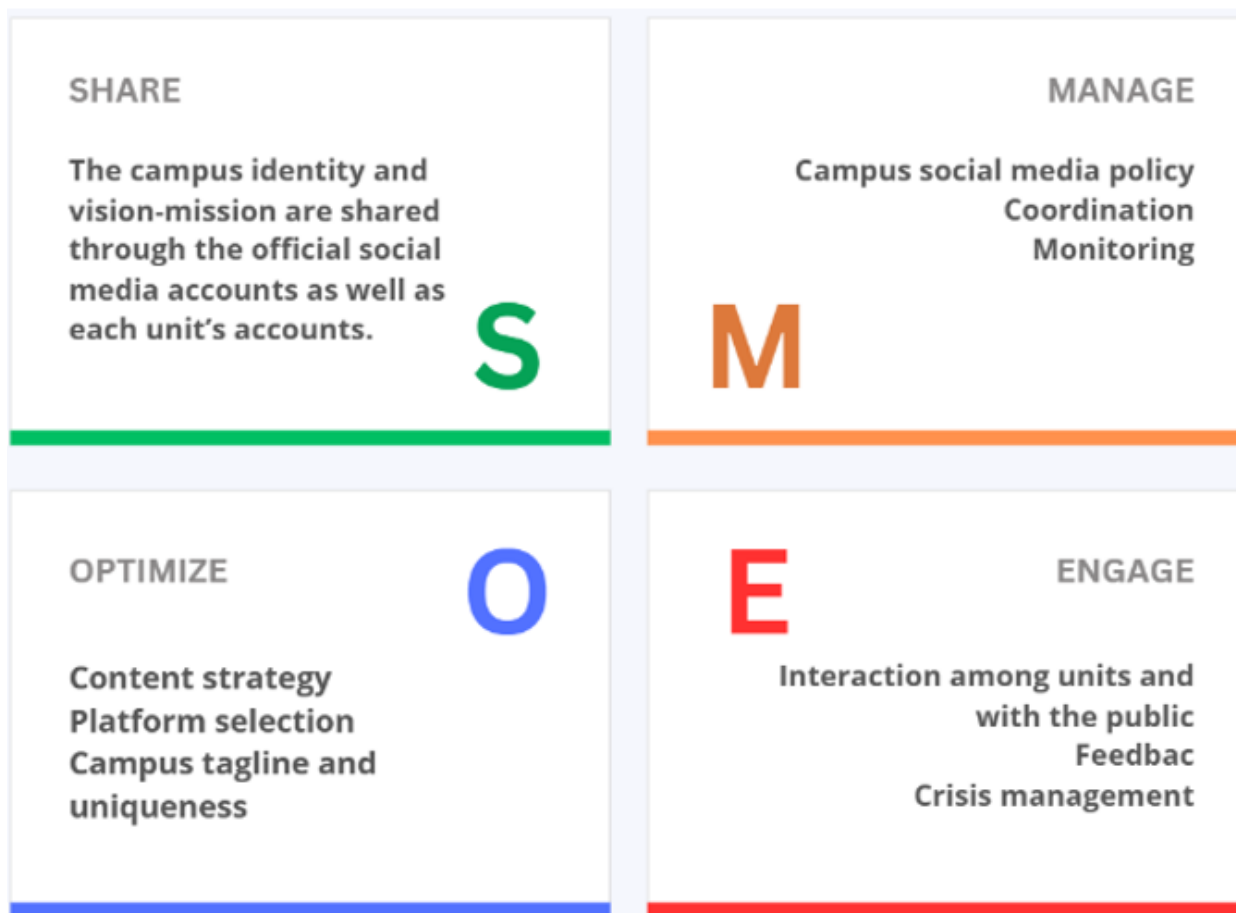 SHARE
The campus identity and
vision-mission are shared
through the official social
media accounts as well as
each unit’s accounts.
S
MANAGE
Campus social media policy
Coordination
Monitoring
M
OPTIMIZE
O
Content strategy
Platform selection
Campus tagline and
uniqueness
E
ENGAGE
Interaction among units and
with the public
Feedbac
Crisis management